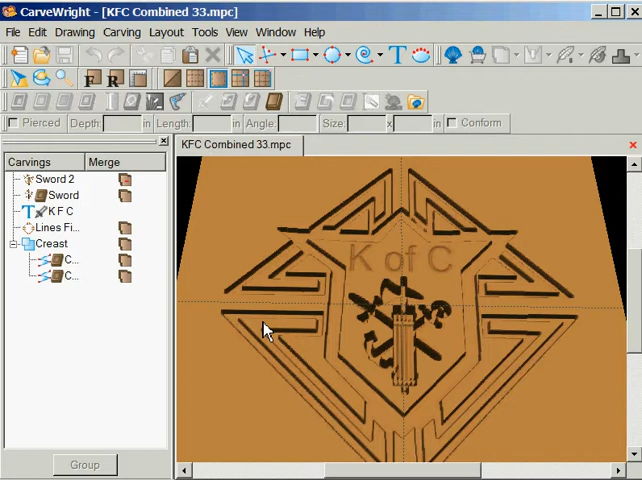 CarveWright - [KFC Combined 33.mpc]
File Edit Drawing Carving Layout Tools View Window Help
T
F R
Pierced Depth: in Length: in Angle: Size: x in Conform
KFC Combined 33.mpc
Carvings Merge
Sword 2
Sword
T K F C
Lines Fi...
Creast
C...
C...
K of C
Group